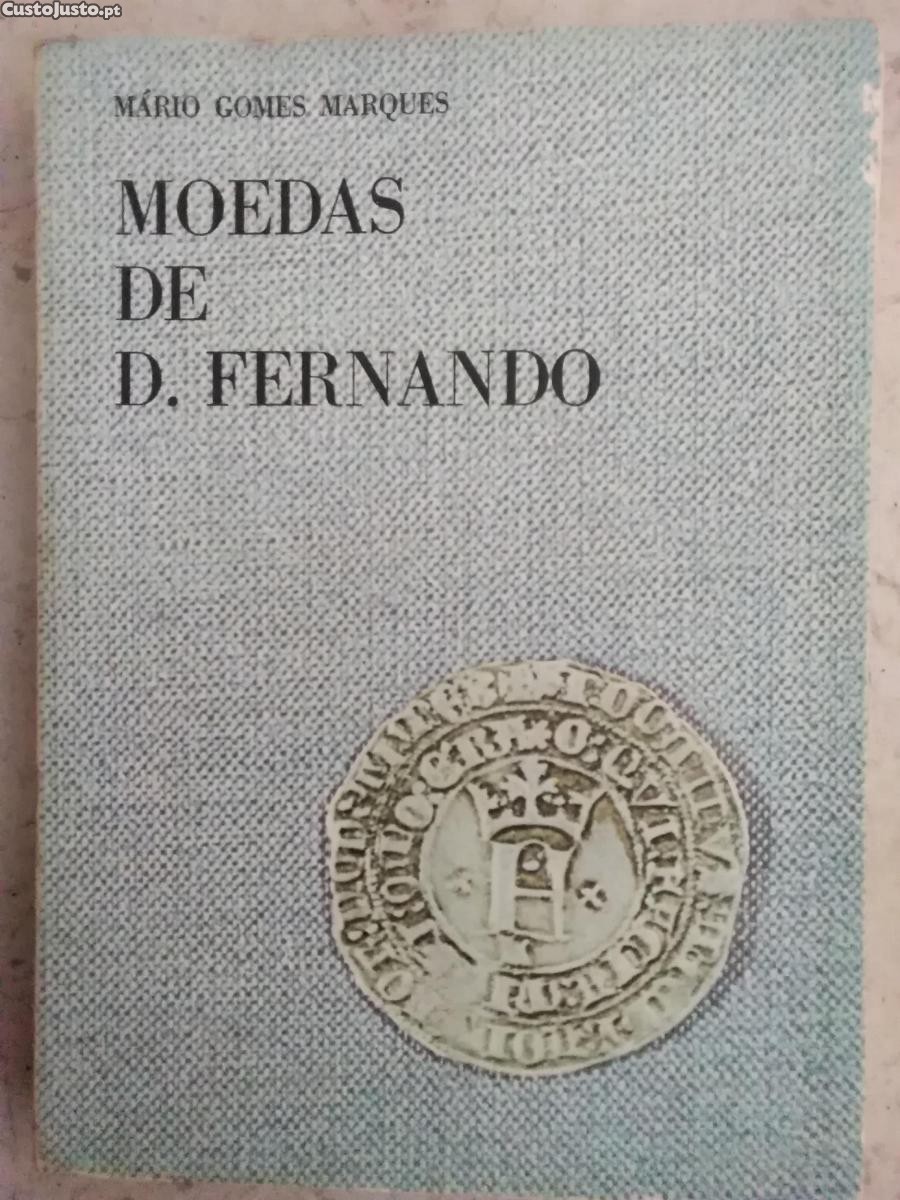 CustoJusto.pt
MÁRIO GOMES MARQUES
MOEDAS
DE
D. FERNANDO